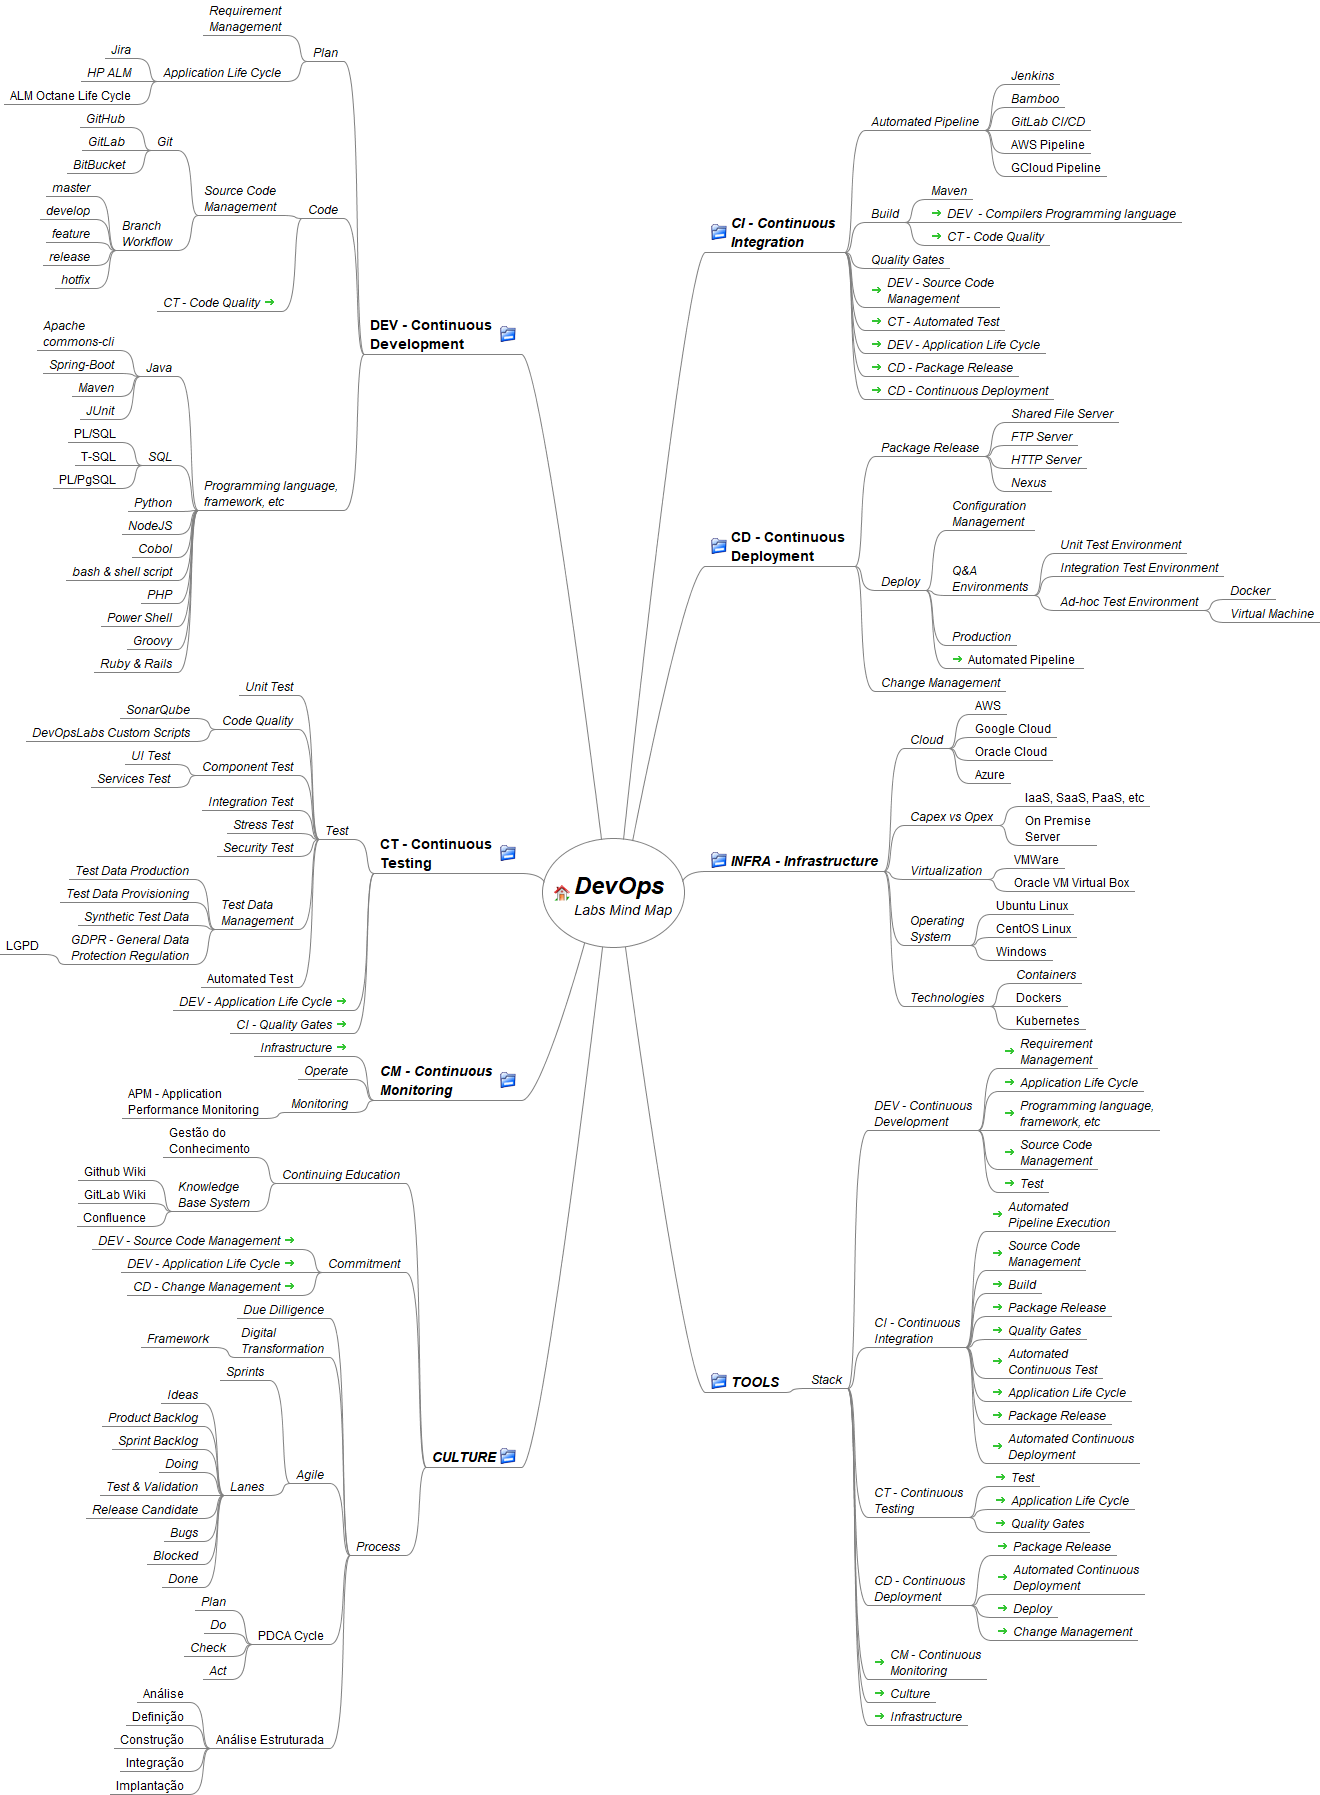 DevOps
Labs Mind Map
DEV - Continuous
Development
Plan
Requirement
Management
Application Life Cycle
Jira
HP ALM
ALM Octane Life Cycle
Code
Source Code
Management
Git
GitHub
GitLab
BitBucket
Branch
Workflow
master
develop
feature
release
hotfix
CT - Code Quality
Programming language,
framework, etc
Java
Apache
commons-cli
Spring-Boot
Maven
JUnit
SQL
PL/SQL
T-SQL
PL/PgSQL
Python
NodeJS
Cobol
bash & shell script
PHP
Power Shell
Groovy
Ruby & Rails
CT - Continuous
Testing
Test
Unit Test
Code Quality
SonarQube
DevOpsLabs Custom Scripts
Component Test
UI Test
Services Test
Integration Test
Stress Test
Security Test
Test Data
Management
Test Data Production
Test Data Provisioning
Synthetic Test Data
GDPR - General Data
Protection Regulation
LGPD
Automated Test
DEV - Application Life Cycle
CI - Quality Gates
CM - Continuous
Monitoring
Infrastructure
Operate
Monitoring
APM - Application
Performance Monitoring
CULTURE
Continuing Education
Gestão do
Conhecimento
Knowledge
Base System
Github Wiki
GitLab Wiki
Confluence
Commitment
DEV - Source Code Management
DEV - Application Life Cycle
CD - Change Management
Process
Due Dilligence
Digital
Transformation
Framework
Agile
Sprints
Lanes
Ideas
Product Backlog
Sprint Backlog
Doing
Test & Validation
Release Candidate
Bugs
Blocked
Done
PDCA Cycle
Plan
Do
Check
Act
Análise Estruturada
Análise
Definição
Construção
Integração
Implantação
CI - Continuous
Integration
Automated Pipeline
Jenkins
Bamboo
GitLab CI/CD
AWS Pipeline
GCloud Pipeline
Build
Maven
DEV - Compilers Programming language
CT - Code Quality
Quality Gates
DEV - Source Code
Management
CT - Automated Test
DEV - Application Life Cycle
CD - Package Release
CD - Continuous Deployment
CD - Continuous
Deployment
Package Release
Shared File Server
FTP Server
HTTP Server
Nexus
Deploy
Configuration
Management
Q&A
Environments
Unit Test Environment
Integration Test Environment
Ad-hoc Test Environment
Docker
Virtual Machine
Production
Automated Pipeline
Change Management
INFRA - Infrastructure
Cloud
AWS
Google Cloud
Oracle Cloud
Azure
Capex vs Opex
IaaS, SaaS, PaaS, etc
On Premise
Server
Virtualization
VMWare
Oracle VM Virtual Box
Operating
System
Ubuntu Linux
CentOS Linux
Windows
Technologies
Containers
Dockers
Kubernetes
TOOLS
Stack
DEV - Continuous
Development
Requirement
Management
Application Life Cycle
Programming language,
framework, etc
Source Code
Management
Test
CI - Continuous
Integration
Automated
Pipeline Execution
Source Code
Management
Build
Package Release
Quality Gates
Automated
Continuous Test
Application Life Cycle
Package Release
Automated Continuous
Deployment
CT - Continuous
Testing
Test
Application Life Cycle
Quality Gates
CD - Continuous
Deployment
Package Release
Automated Continuous
Deployment
Deploy
Change Management
CM - Continuous
Monitoring
Culture
Infrastructure